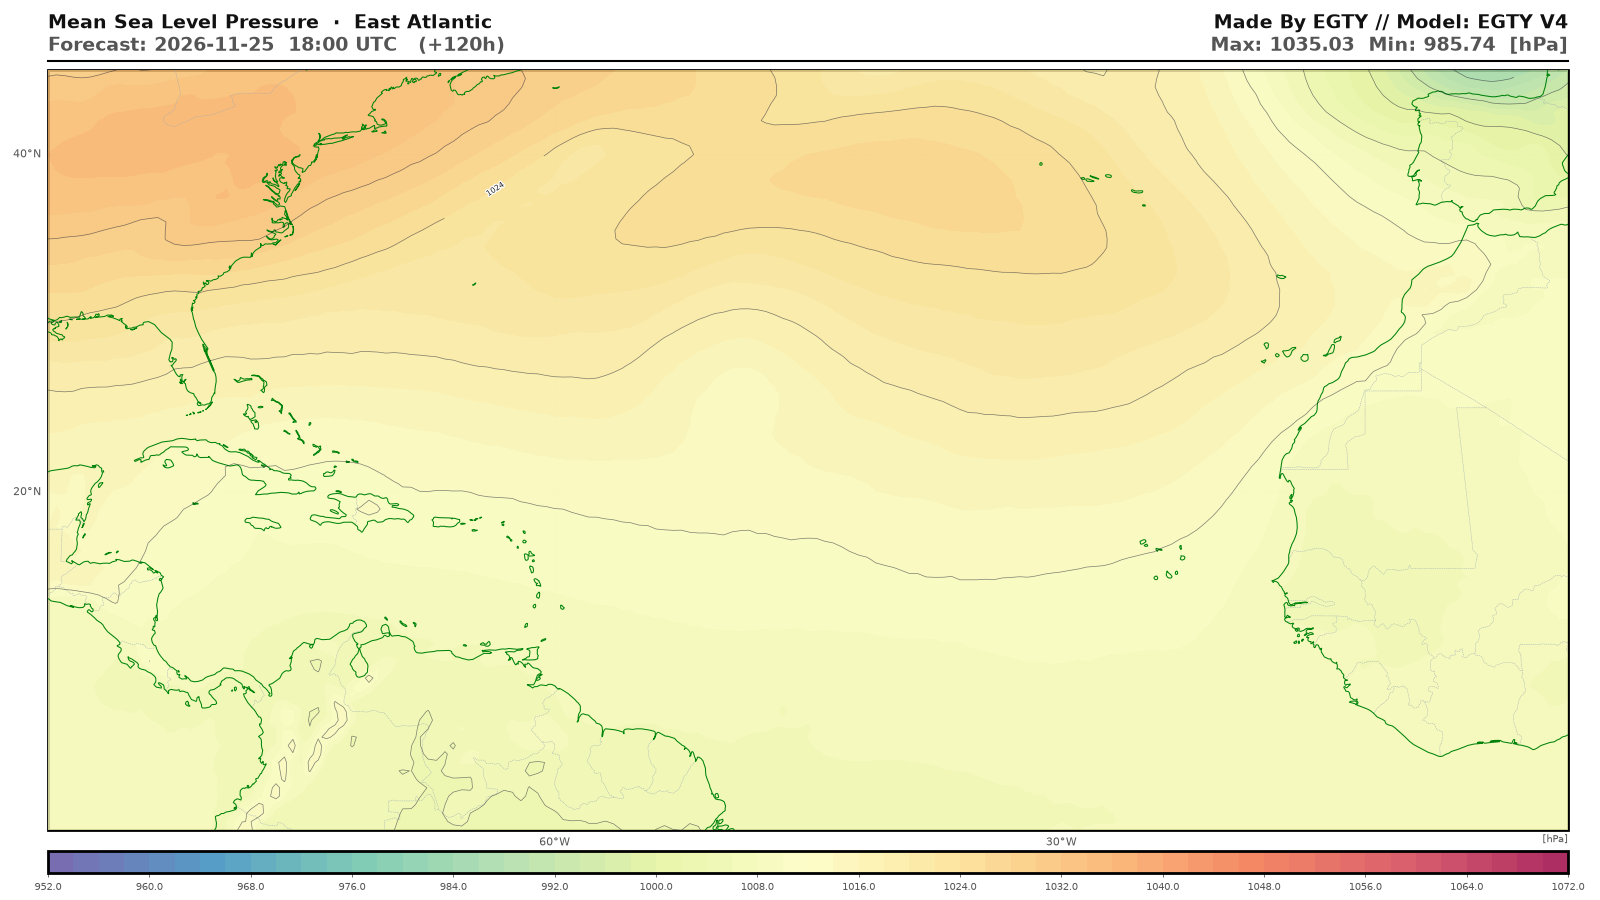 Mean Sea Level Pressure · East Atlantic
Made By EGTY // Model: EGTY V4
Forecast: 2026-11-25 18:00 UTC (+120h)
Max: 1035.03 Min: 985.74 [hPa]
40°N
1024
20°N
60°W
30°W
[hPa]
952.0 960.0 968.0 976.0 984.0 992.0 1000.0 1008.0 1016.0 1024.0 1032.0 1040.0 1048.0 1056.0 1064.0 1072.0